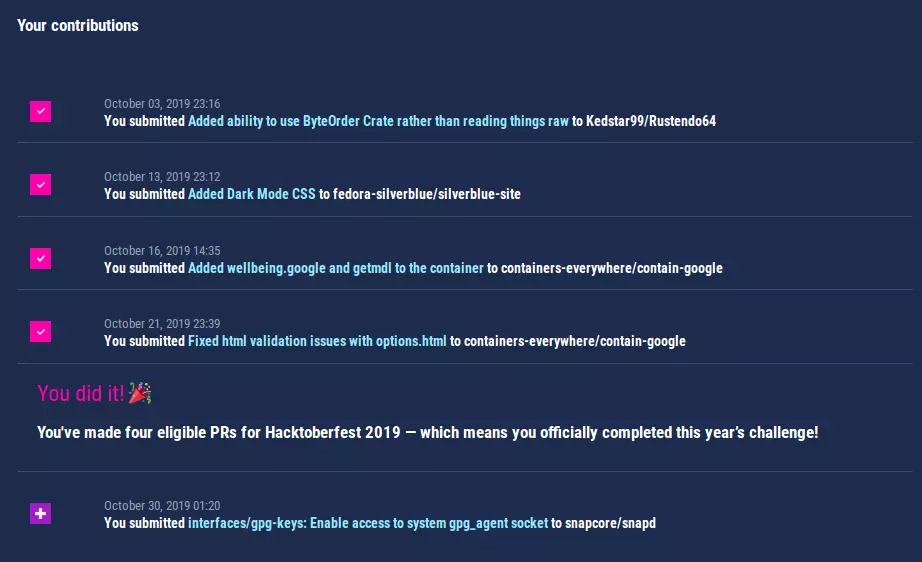 Your contributions
October 03, 2019 23:16
You submitted Added ability to use ByteOrder Crate rather than reading things raw to Kedstar99/Rustendo64
October 13, 2019 23:12
You submitted Added Dark Mode CSS to fedora-silverblue/silverblue-site
October 16, 2019 14:35
You submitted Added wellbeing.google and getmdl to the container to containers-everywhere/contain-google
October 21, 2019 23:39
You submitted Fixed html validation issues with options.html to containers-everywhere/contain-google
You did it! 🎉
You've made four eligible PRs for Hacktoberfest 2019 — which means you officially completed this year’s challenge!
October 30, 2019 01:20
You submitted interfaces/gpg-keys: Enable access to system gpg_agent socket to snapcore/snapd